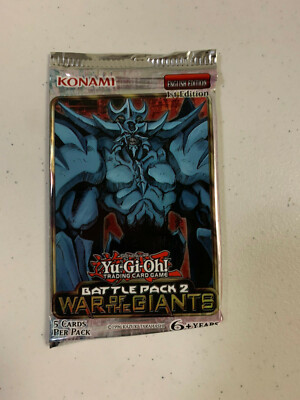 KONAMI
ENGLISH EDITION
1st Edition
Yu-Gi-Oh!
TRADING CARD GAME
BATTLE PACK 2
WAR OF THE GIANTS
5 CARDS
PER PACK
6+ YEARS